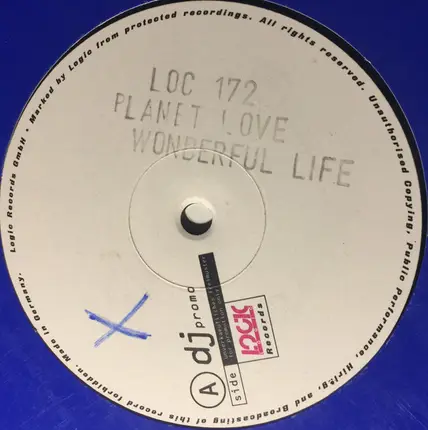 LOC 172
PLANET LOVE
WONDERFUL LIFE
A
side
dj promo
LOGIC
Records
All rights reserved. Unauthorised Copying, Public Performance, Hiring, and Broadcasting of this record forbidden. Made in Germany. Logic Records GmbH • Marked by Logic from protected recordings.